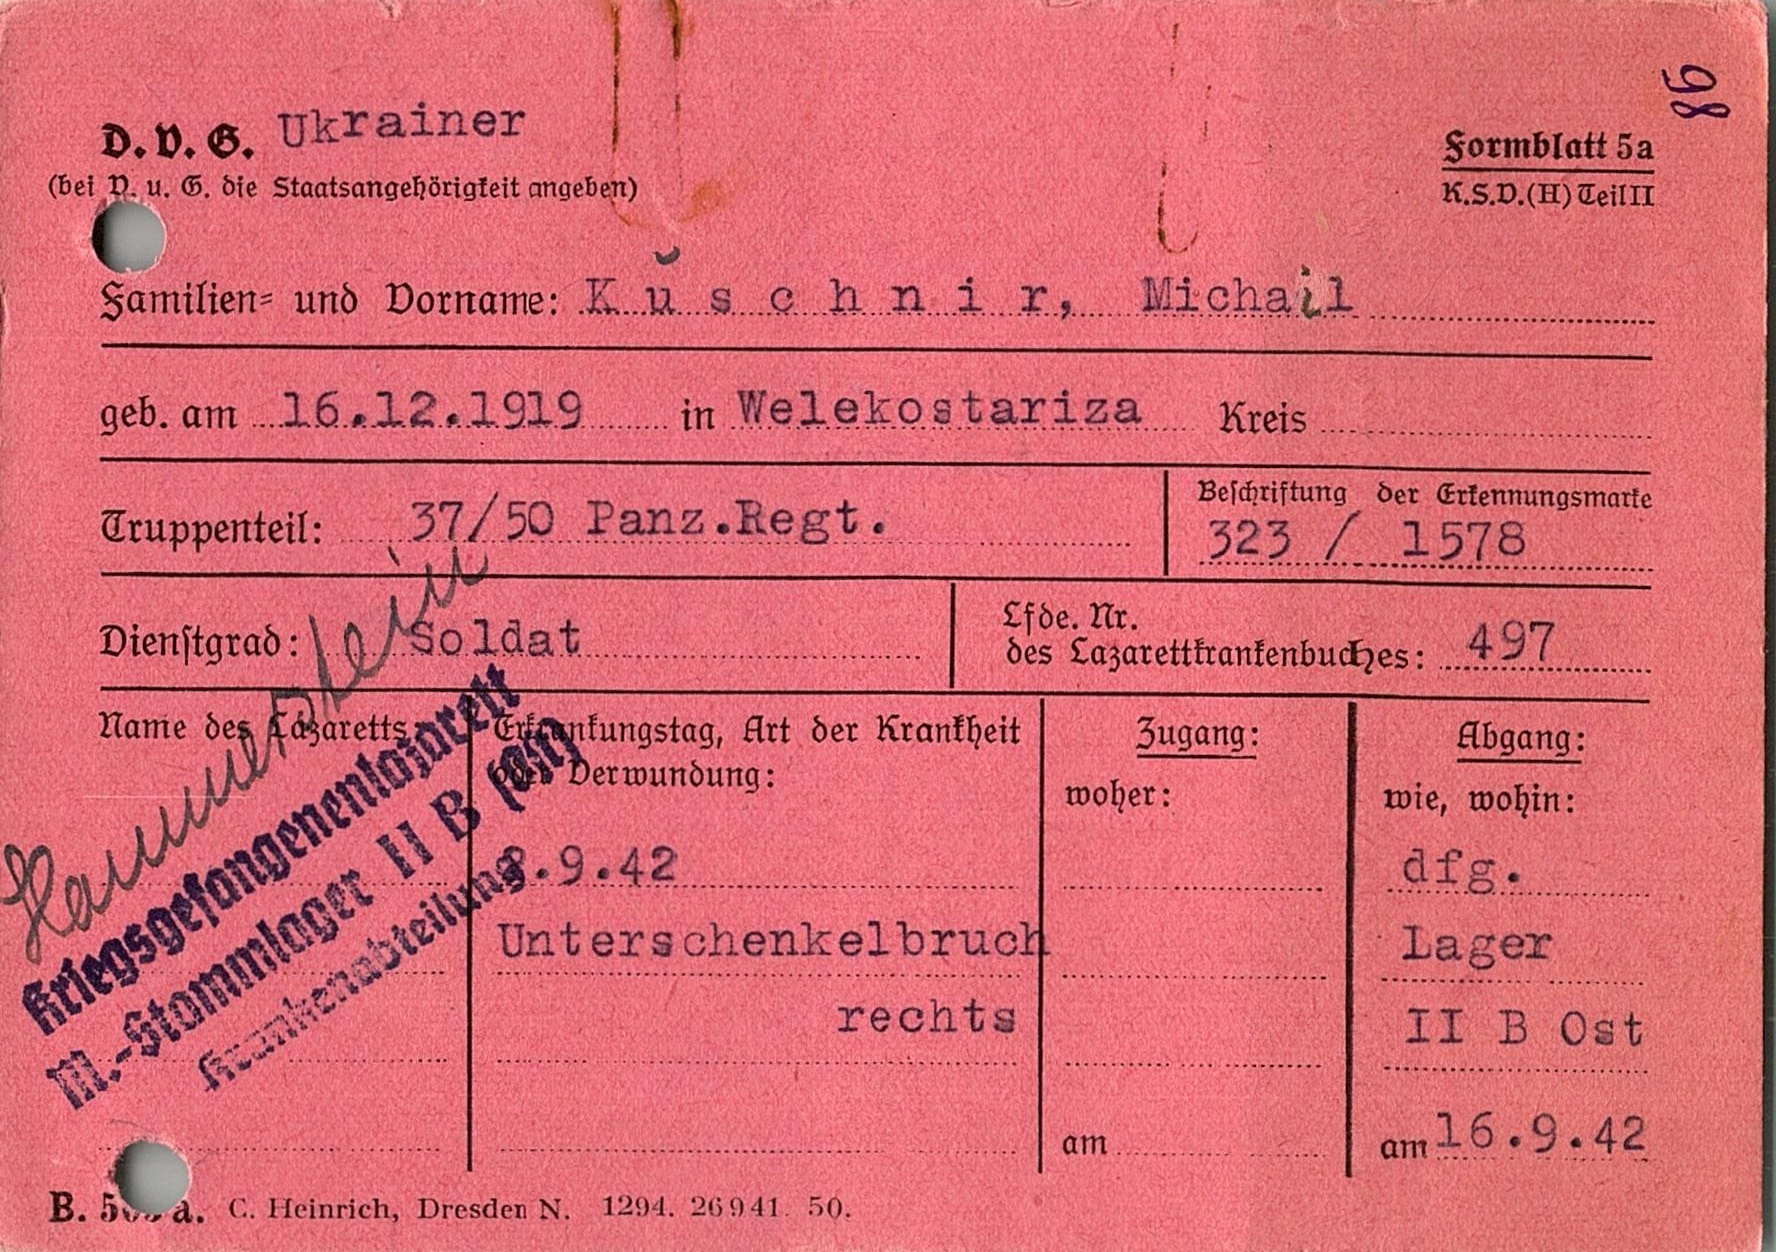 98
D.V.G. Ukrainer
(bei V. u. G. die Staatsangehörigkeit angeben)
Formblatt 5a
K.S.D.(H) Teil II
Familien- und Vorname: K u s c h n i r, Michail
geb. am 16.12.1919 in Welekostariza Kreis
Truppenteil: 37/50 Panz.Regt.
Beschriftung der Erkennungsmarke
323 / 1578
Dienstgrad: Soldat
Lfde. Nr.
des Lazarettkrankenbuches: 497
Name des Lazaretts
Hammerstein
Kriegsgefangenenlazarett
M.-Stammlager II B (Ost)
Krankenabteilung
Erkrankungstag, Art der Krankheit
oder Verwundung:
.9.42
Unterschenkelbruch
rechts
Zugang:
woher:
am
Abgang:
wie, wohin:
dfg.
Lager
II B Ost
am 16.9.42
B. a. C. Heinrich, Dresden N. 1294. 26941. 50.